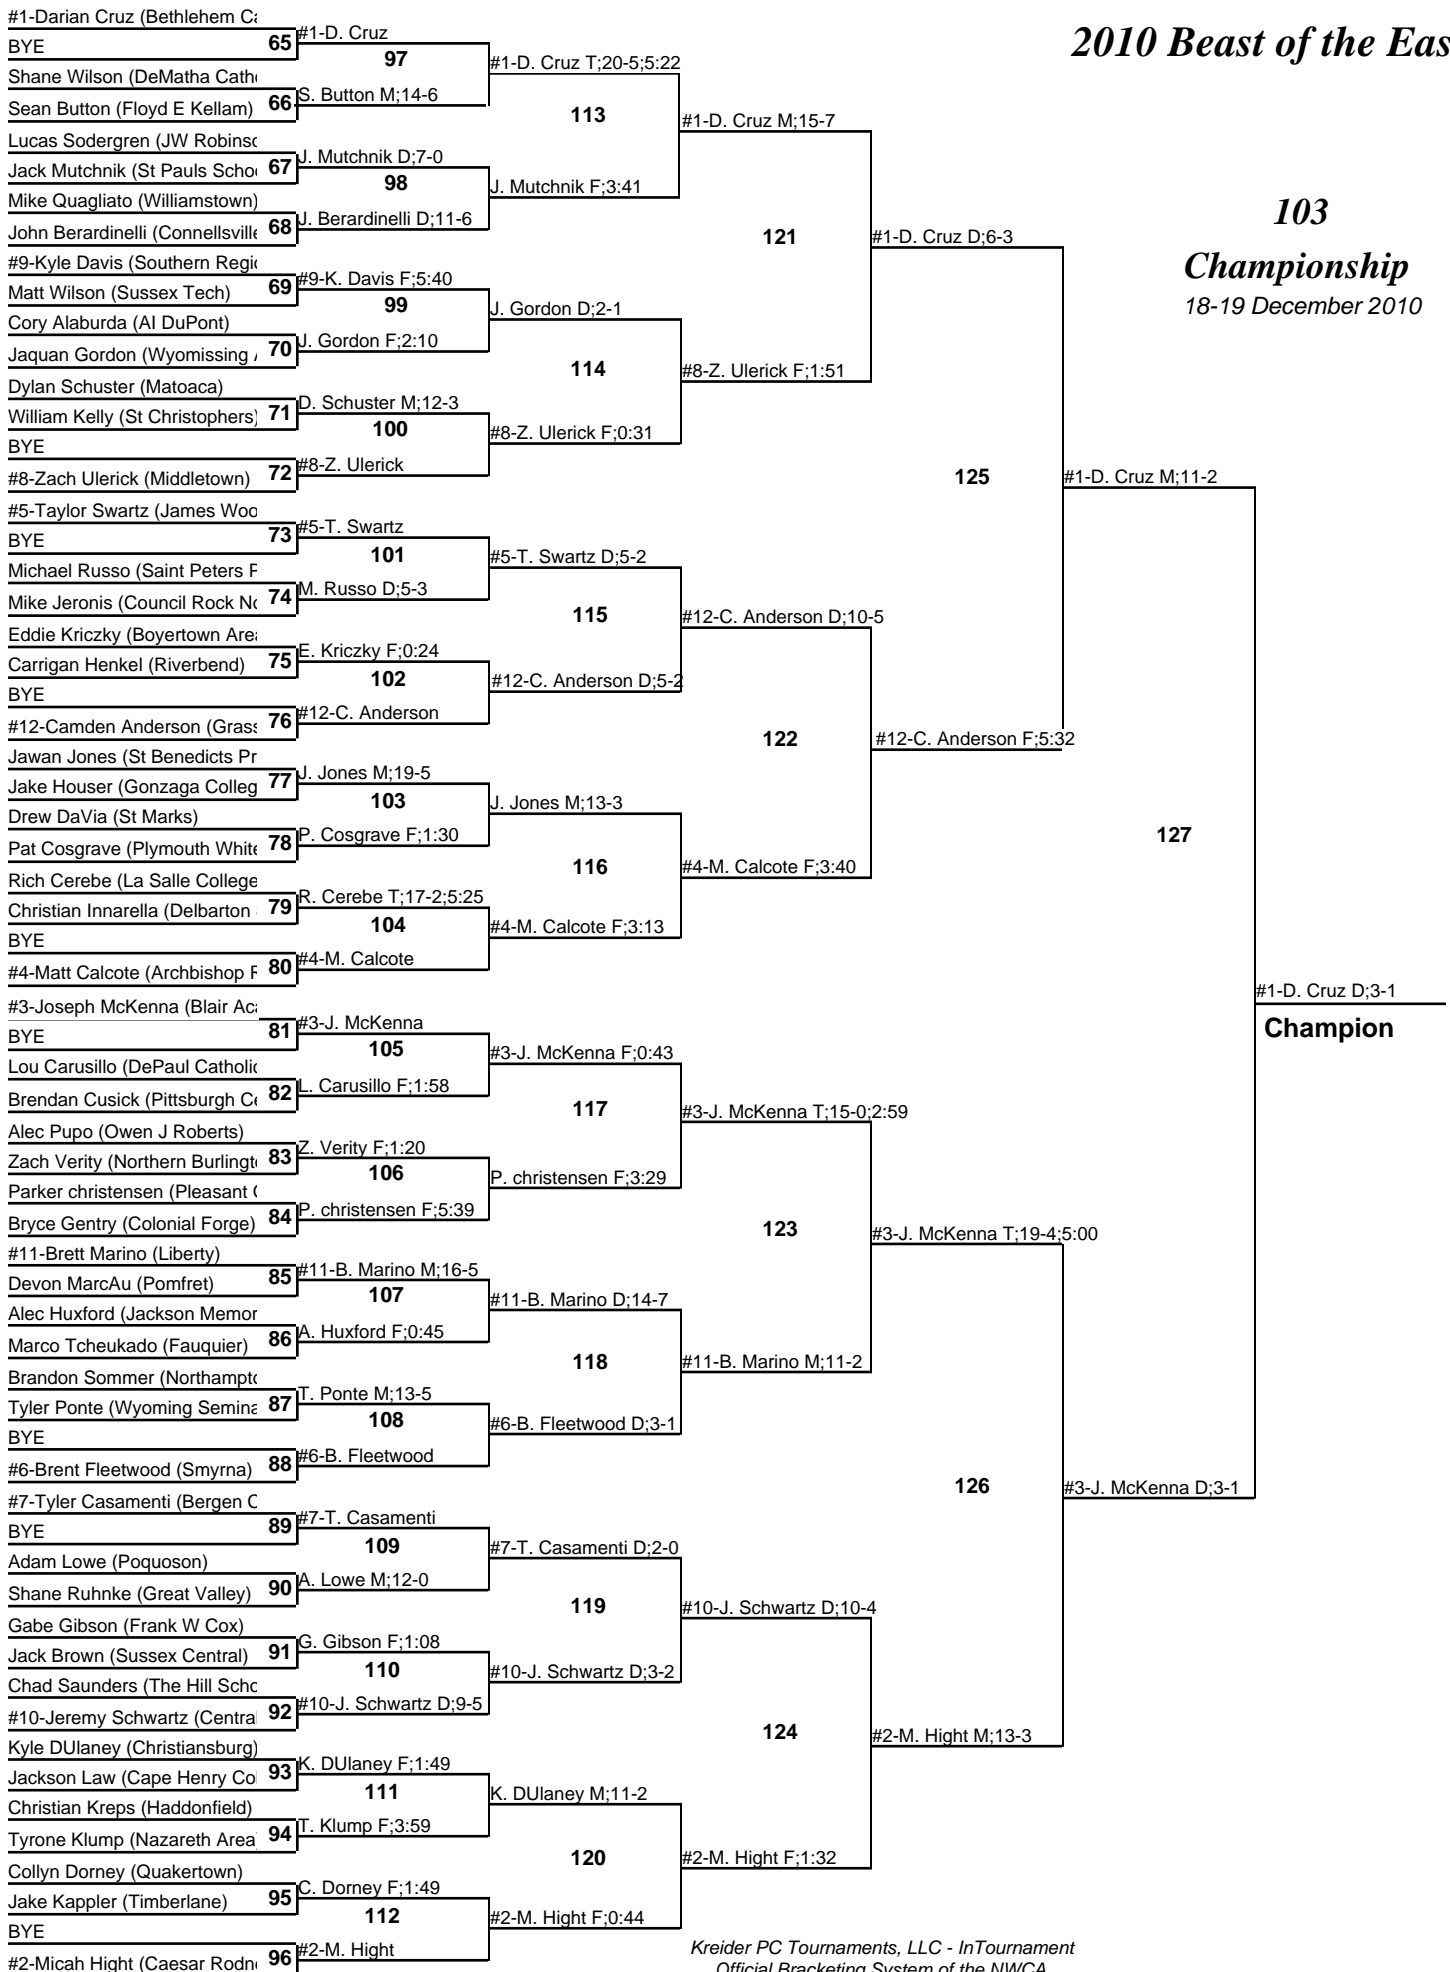 2010 Beast of the Eas
103
Championship
18-19 December 2010
#1-Darian Cruz (Bethlehem Ca
BYE
65
Shane Wilson (DeMatha Cath
Sean Button (Floyd E Kellam)
66
Lucas Sodergren (JW Robinso
Jack Mutchnik (St Pauls Schoo
67
Mike Quagliato (Williamstown)
John Berardinelli (Connellsville
68
#9-Kyle Davis (Southern Regio
Matt Wilson (Sussex Tech)
69
Cory Alaburda (AI DuPont)
Jaquan Gordon (Wyomissing A
70
Dylan Schuster (Matoaca)
William Kelly (St Christophers)
71
BYE
#8-Zach Ulerick (Middletown)
72
#5-Taylor Swartz (James Woo
BYE
73
Michael Russo (Saint Peters P
Mike Jeronis (Council Rock No
74
Eddie Kriczky (Boyertown Area
Carrigan Henkel (Riverbend)
75
BYE
#12-Camden Anderson (Grass
76
Jawan Jones (St Benedicts Pr
Jake Houser (Gonzaga Colleg
77
Drew DaVia (St Marks)
Pat Cosgrave (Plymouth White
78
Rich Cerebe (La Salle College
Christian Innarella (Delbarton
79
BYE
#4-Matt Calcote (Archbishop R
80
#3-Joseph McKenna (Blair Aca
BYE
81
Lou Carusillo (DePaul Catholic
Brendan Cusick (Pittsburgh Ce
82
Alec Pupo (Owen J Roberts)
Zach Verity (Northern Burlingto
83
Parker christensen (Pleasant G
Bryce Gentry (Colonial Forge)
84
#11-Brett Marino (Liberty)
Devon MarcAu (Pomfret)
85
Alec Huxford (Jackson Memor
Marco Tcheukado (Fauquier)
86
Brandon Sommer (Northampto
Tyler Ponte (Wyoming Semina
87
BYE
#6-Brent Fleetwood (Smyrna)
88
#7-Tyler Casamenti (Bergen C
BYE
89
Adam Lowe (Poquoson)
Shane Ruhnke (Great Valley)
90
Gabe Gibson (Frank W Cox)
Jack Brown (Sussex Central)
91
Chad Saunders (The Hill Scho
#10-Jeremy Schwartz (Central
92
Kyle DUlaney (Christiansburg)
Jackson Law (Cape Henry Col
93
Christian Kreps (Haddonfield)
Tyrone Klump (Nazareth Area)
94
Collyn Dorney (Quakertown)
Jake Kappler (Timberlane)
95
BYE
#2-Micah Hight (Caesar Rodne
96
#1-D. Cruz
97
S. Button M;14-6
J. Mutchnik D;7-0
98
J. Berardinelli D;11-6
#9-K. Davis F;5:40
99
J. Gordon F;2:10
D. Schuster M;12-3
100
#8-Z. Ulerick
#5-T. Swartz
101
M. Russo D;5-3
E. Kriczky F;0:24
102
#12-C. Anderson
J. Jones M;19-5
103
P. Cosgrave F;1:30
R. Cerebe T;17-2;5:25
104
#4-M. Calcote
#3-J. McKenna
105
L. Carusillo F;1:58
Z. Verity F;1:20
106
P. christensen F;5:39
#11-B. Marino M;16-5
107
A. Huxford F;0:45
T. Ponte M;13-5
108
#6-B. Fleetwood
#7-T. Casamenti
109
A. Lowe M;12-0
G. Gibson F;1:08
110
#10-J. Schwartz D;9-5
K. DUlaney F;1:49
111
T. Klump F;3:59
C. Dorney F;1:49
112
#2-M. Hight
#1-D. Cruz T;20-5;5:22
113
J. Mutchnik F;3:41
J. Gordon D;2-1
114
#8-Z. Ulerick F;0:31
#5-T. Swartz D;5-2
115
#12-C. Anderson D;5-2
J. Jones M;13-3
116
#4-M. Calcote F;3:13
#3-J. McKenna F;0:43
117
P. christensen F;3:29
#11-B. Marino D;14-7
118
#6-B. Fleetwood D;3-1
#7-T. Casamenti D;2-0
119
#10-J. Schwartz D;3-2
K. DUlaney M;11-2
120
#2-M. Hight F;0:44
#1-D. Cruz M;15-7
121
#8-Z. Ulerick F;1:51
#12-C. Anderson D;10-5
122
#4-M. Calcote F;3:40
#3-J. McKenna T;15-0;2:59
123
#11-B. Marino M;11-2
#10-J. Schwartz D;10-4
124
#2-M. Hight F;1:32
#1-D. Cruz D;6-3
125
#12-C. Anderson F;5:32
#3-J. McKenna T;19-4;5:00
126
#2-M. Hight M;13-3
#1-D. Cruz M;11-2
127
#3-J. McKenna D;3-1
#1-D. Cruz D;3-1
Champion
Kreider PC Tournaments, LLC - InTournament
Official Bracketing System of the NWCA